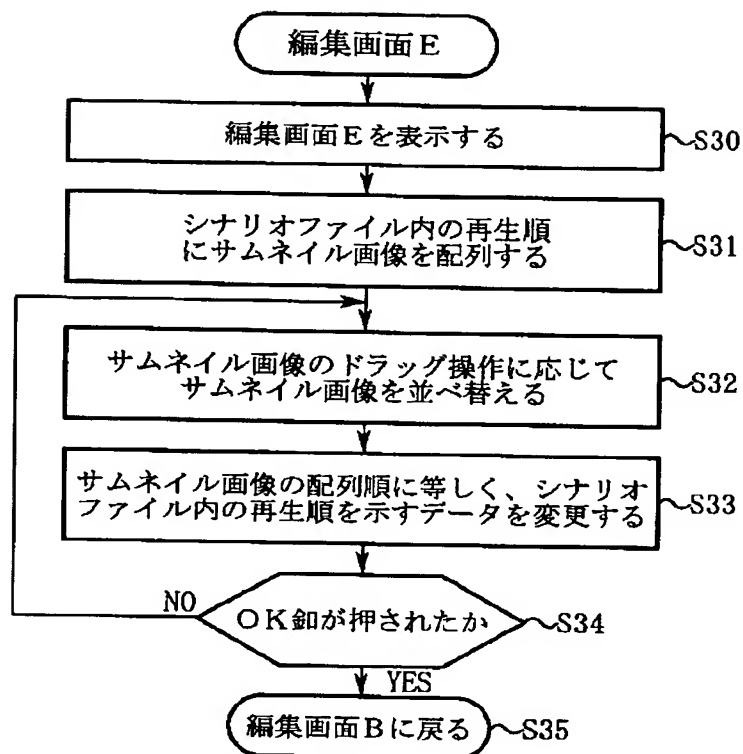 編集画面E
編集画面Eを表示する
S30
シナリオファイル内の再生順
にサムネイル画像を配列する
S31
サムネイル画像のドラッグ操作に応じて
サムネイル画像を並べ替える
S32
サムネイル画像の配列順に等しく、シナリオ
ファイル内の再生順を示すデータを変更する
S33
NO
OK釦が押されたか
S34
YES
編集画面Bに戻る
S35